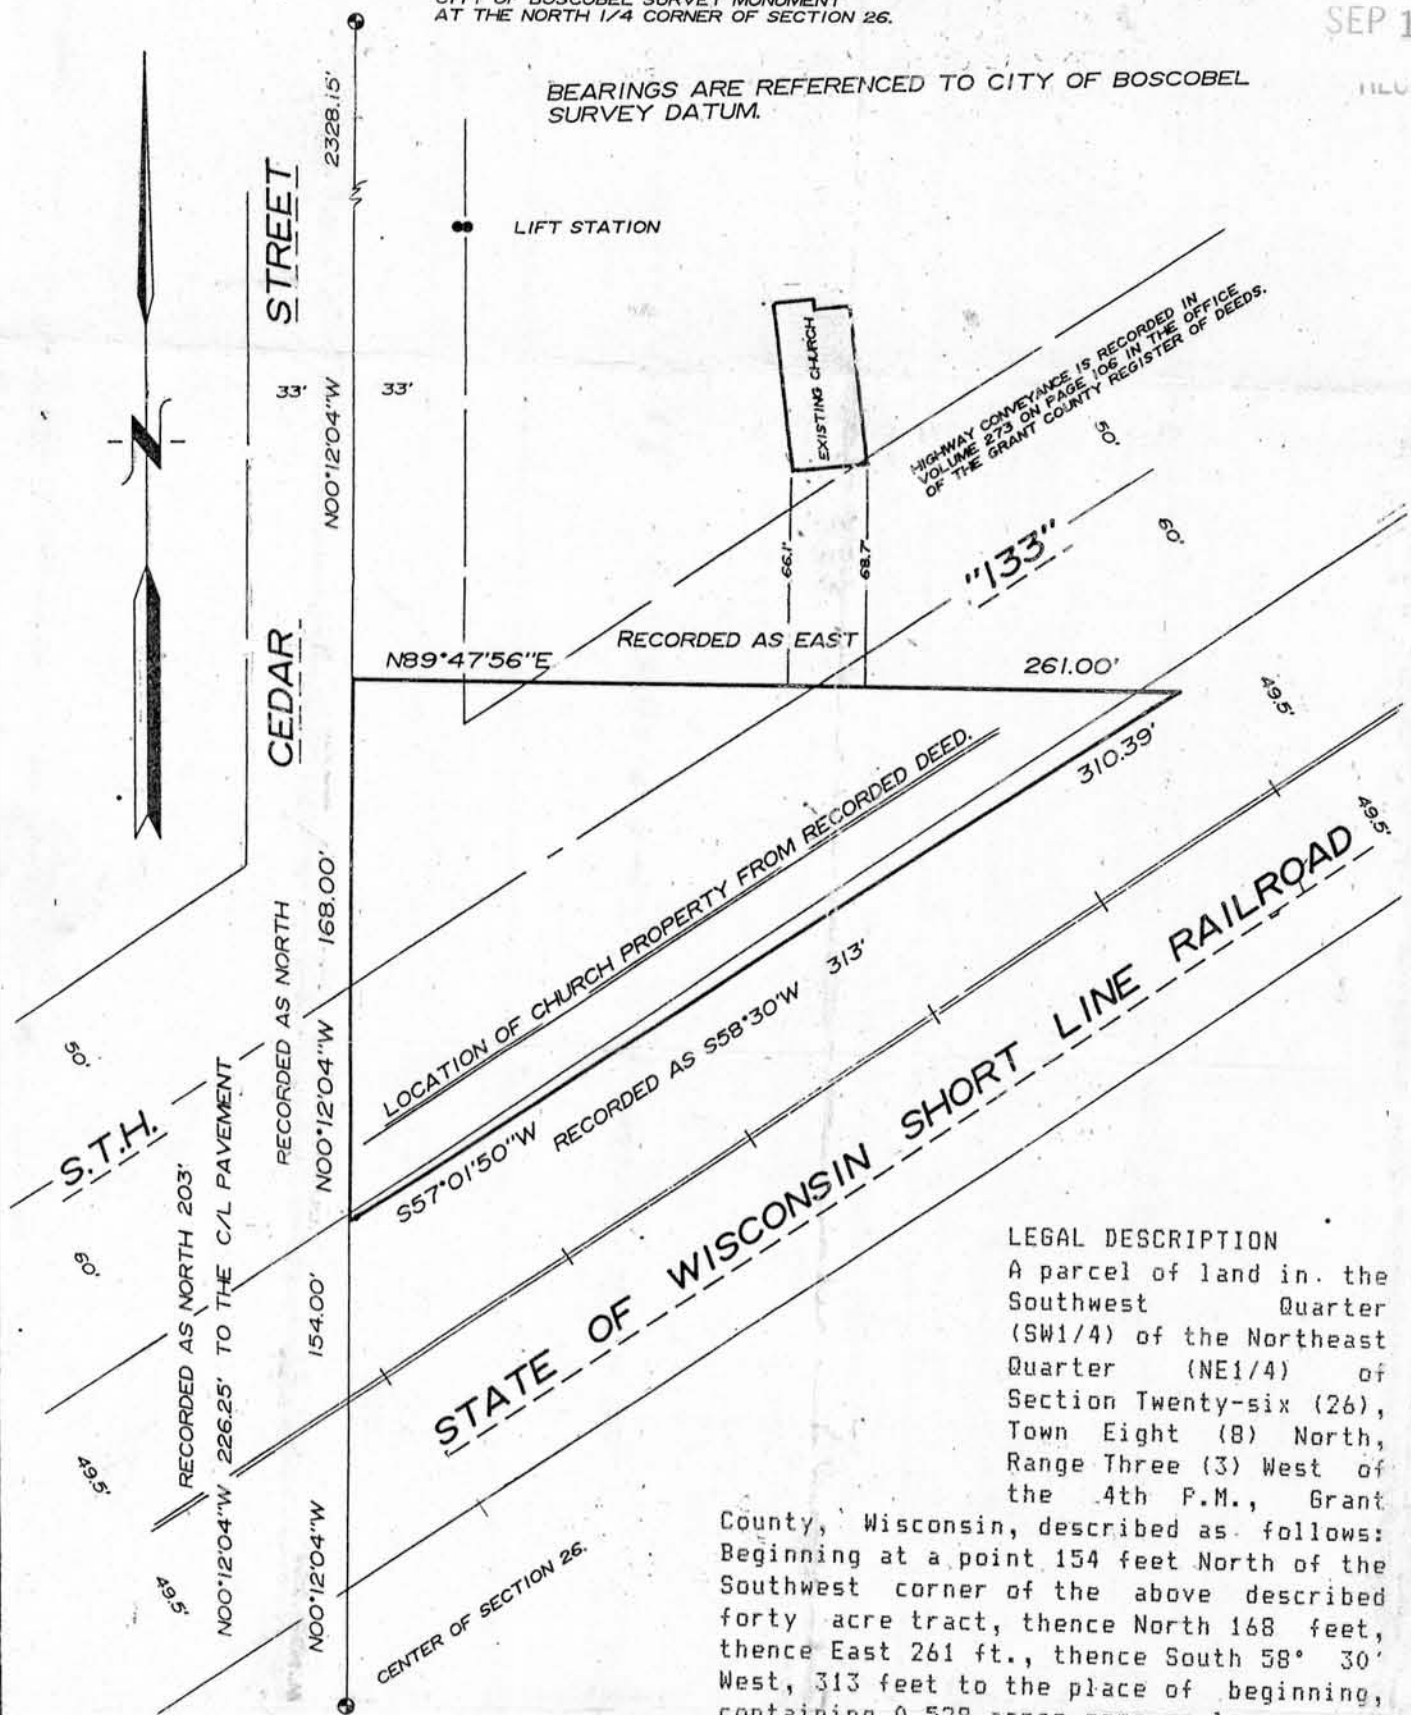 CITY OF BOSCOBEL SURVEY MONUMENT
AT THE NORTH 1/4 CORNER OF SECTION 26.
SEP 1
BEARINGS ARE REFERENCED TO CITY OF BOSCOBEL
SURVEY DATUM.
2328.15'
STREET
LIFT STATION
33'
33'
N00°12'04"W
N
EXISTING CHURCH
HIGHWAY CONVEYANCE IS RECORDED IN
VOLUME 273 ON PAGE 106 IN THE OFFICE
OF THE GRANT COUNTY REGISTER OF DEEDS.
50'
60'
"133"
66.1'
68.7'
CEDAR
N89°47'56"E
RECORDED AS EAST
261.00'
49.5'
310.39'
49.5'
LOCATION OF CHURCH PROPERTY FROM RECORDED DEED.
168.00'
RECORDED AS NORTH
N00°12'04"W
S57°01'50"W
RECORDED AS S58°30'W
313'
STATE OF WISCONSIN SHORT LINE RAILROAD
50'
S.T.H.
60'
RECORDED AS NORTH 203'
N00°12'04"W 226.25' TO THE C/L PAVEMENT
154.00'
49.5'
49.5'
N00°12'04"W
CENTER OF SECTION 26.
LEGAL DESCRIPTION
A parcel of land in. the
Southwest Quarter
(SW1/4) of the Northeast
Quarter (NE1/4) of
Section Twenty-six (26),
Town Eight (8) North,
Range Three (3) West of
the 4th P.M., Grant
County, Wisconsin, described as follows:
Beginning at a point 154 feet North of the
Southwest corner of the above described
forty acre tract, thence North 168 feet,
thence East 261 ft., thence South 58° 30'
West, 313 feet to the place of beginning,
containing